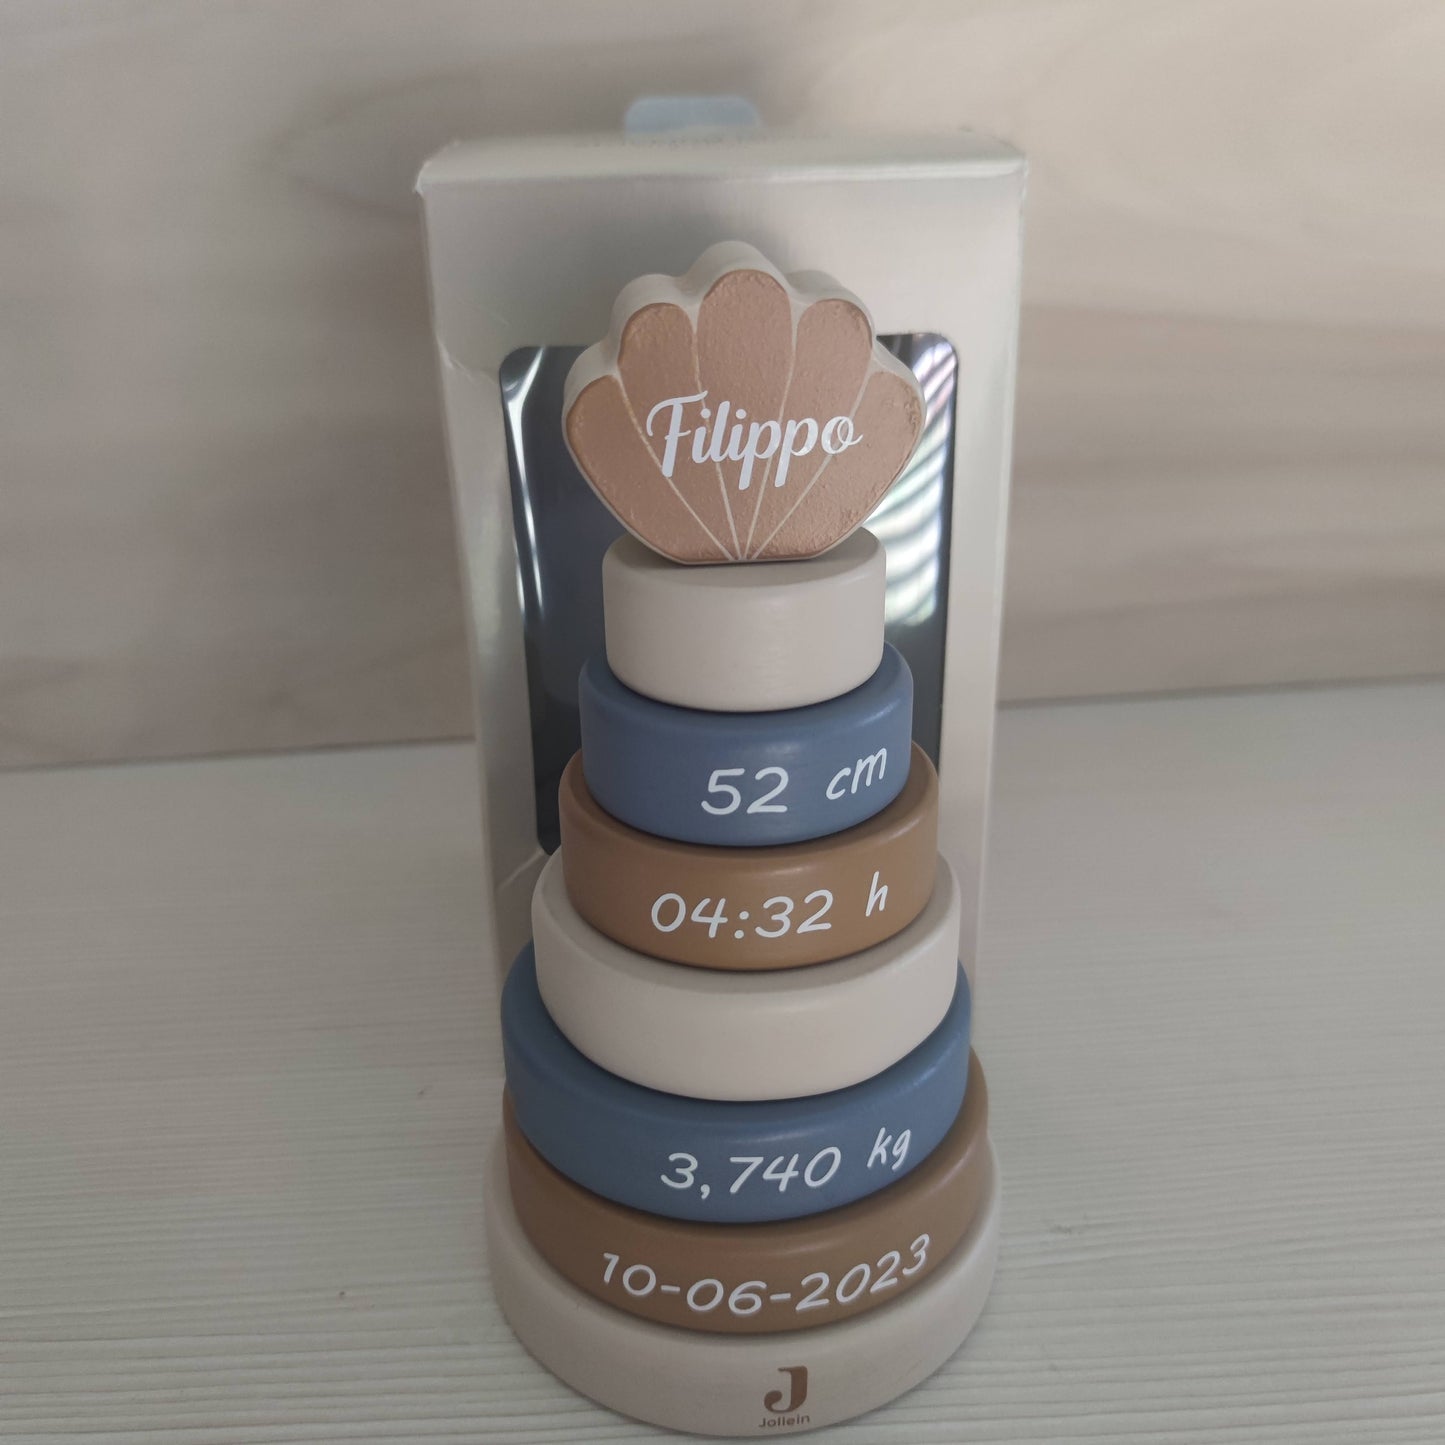 Filippo
52 cm
04:32 h
3,740 kg
10-06-2023
J
Jollein